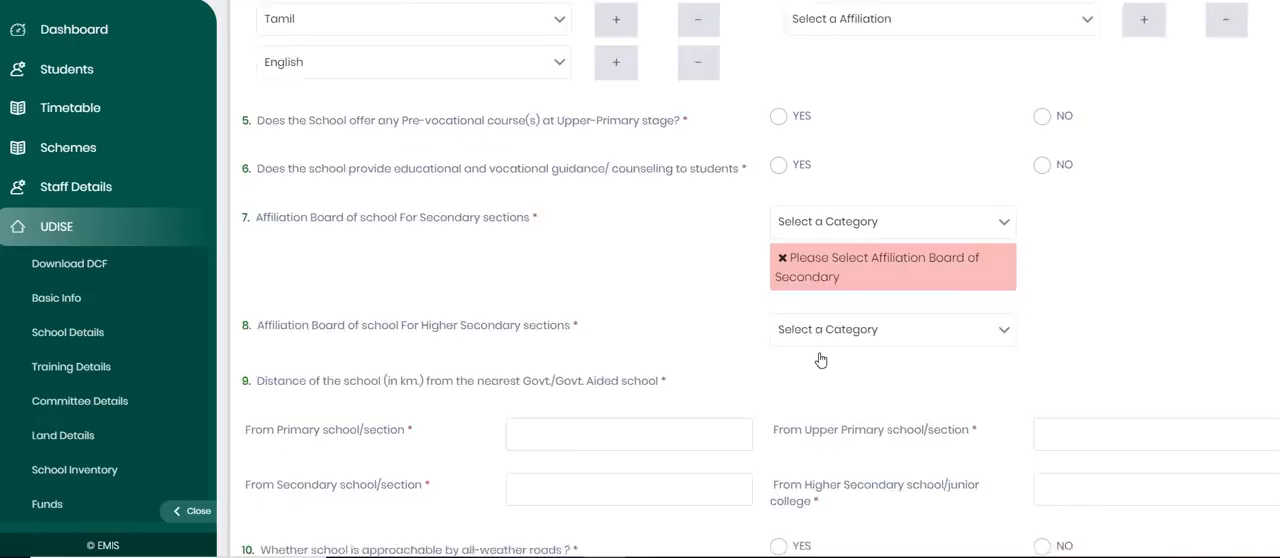 Dashboard
Students
Timetable
Schemes
Staff Details
UDISE
Download DCF
Basic Info
School Details
Training Details
Committee Details
Land Details
School Inventory
Funds
Close
© EMIS
Tamil + - Select a Affiliation + -
English + -
5. Does the School offer any Pre-vocational course(s) at Upper-Primary stage? * YES NO
6. Does the school provide educational and vocational guidance/ counseling to students * YES NO
7. Affiliation Board of school For Secondary sections * Select a Category
✖ Please Select Affiliation Board of
Secondary
8. Affiliation Board of school For Higher Secondary sections * Select a Category
9. Distance of the school (in km.) from the nearest Govt./Govt. Aided school *
From Primary school/section * From Upper Primary school/section *
From Secondary school/section * From Higher Secondary school/junior
college *
10. Whether school is approachable by all-weather roads ? * YES NO